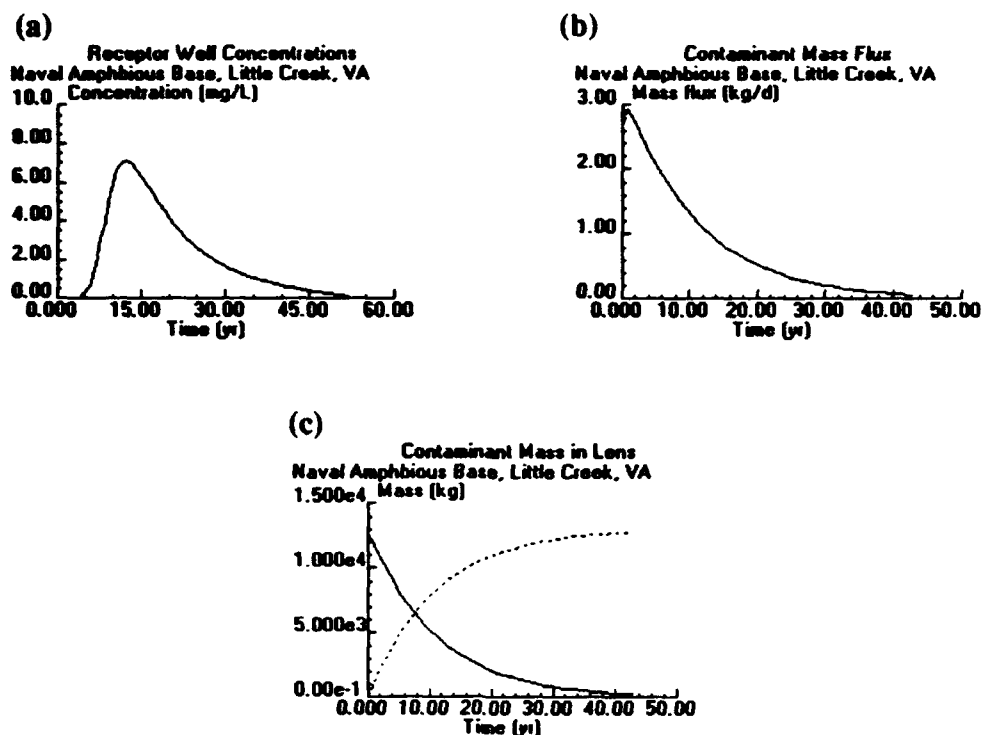 (a)
Receptor Well Concentrations
Naval Amphbious Base, Little Creek, VA
Concentration (mg/L)
10.0
8.00
6.00
4.00
2.00
0.00
0.000 15.00 30.00 45.00 60.00
Time (yr)
(b)
Contaminant Mass Flux
Naval Amphbious Base, Little Creek, VA
Mass flux (kg/d)
3.00
2.00
1.00
0.00
0.000 10.00 20.00 30.00 40.00 50.00
Time (yr)
(c)
Contaminant Mass in Lens
Naval Amphbious Base, Little Creek, VA
Mass (kg)
1.500e4
1.000e4
5.000e3
0.00e-1
0.000 10.00 20.00 30.00 40.00 50.00
Time (yr)